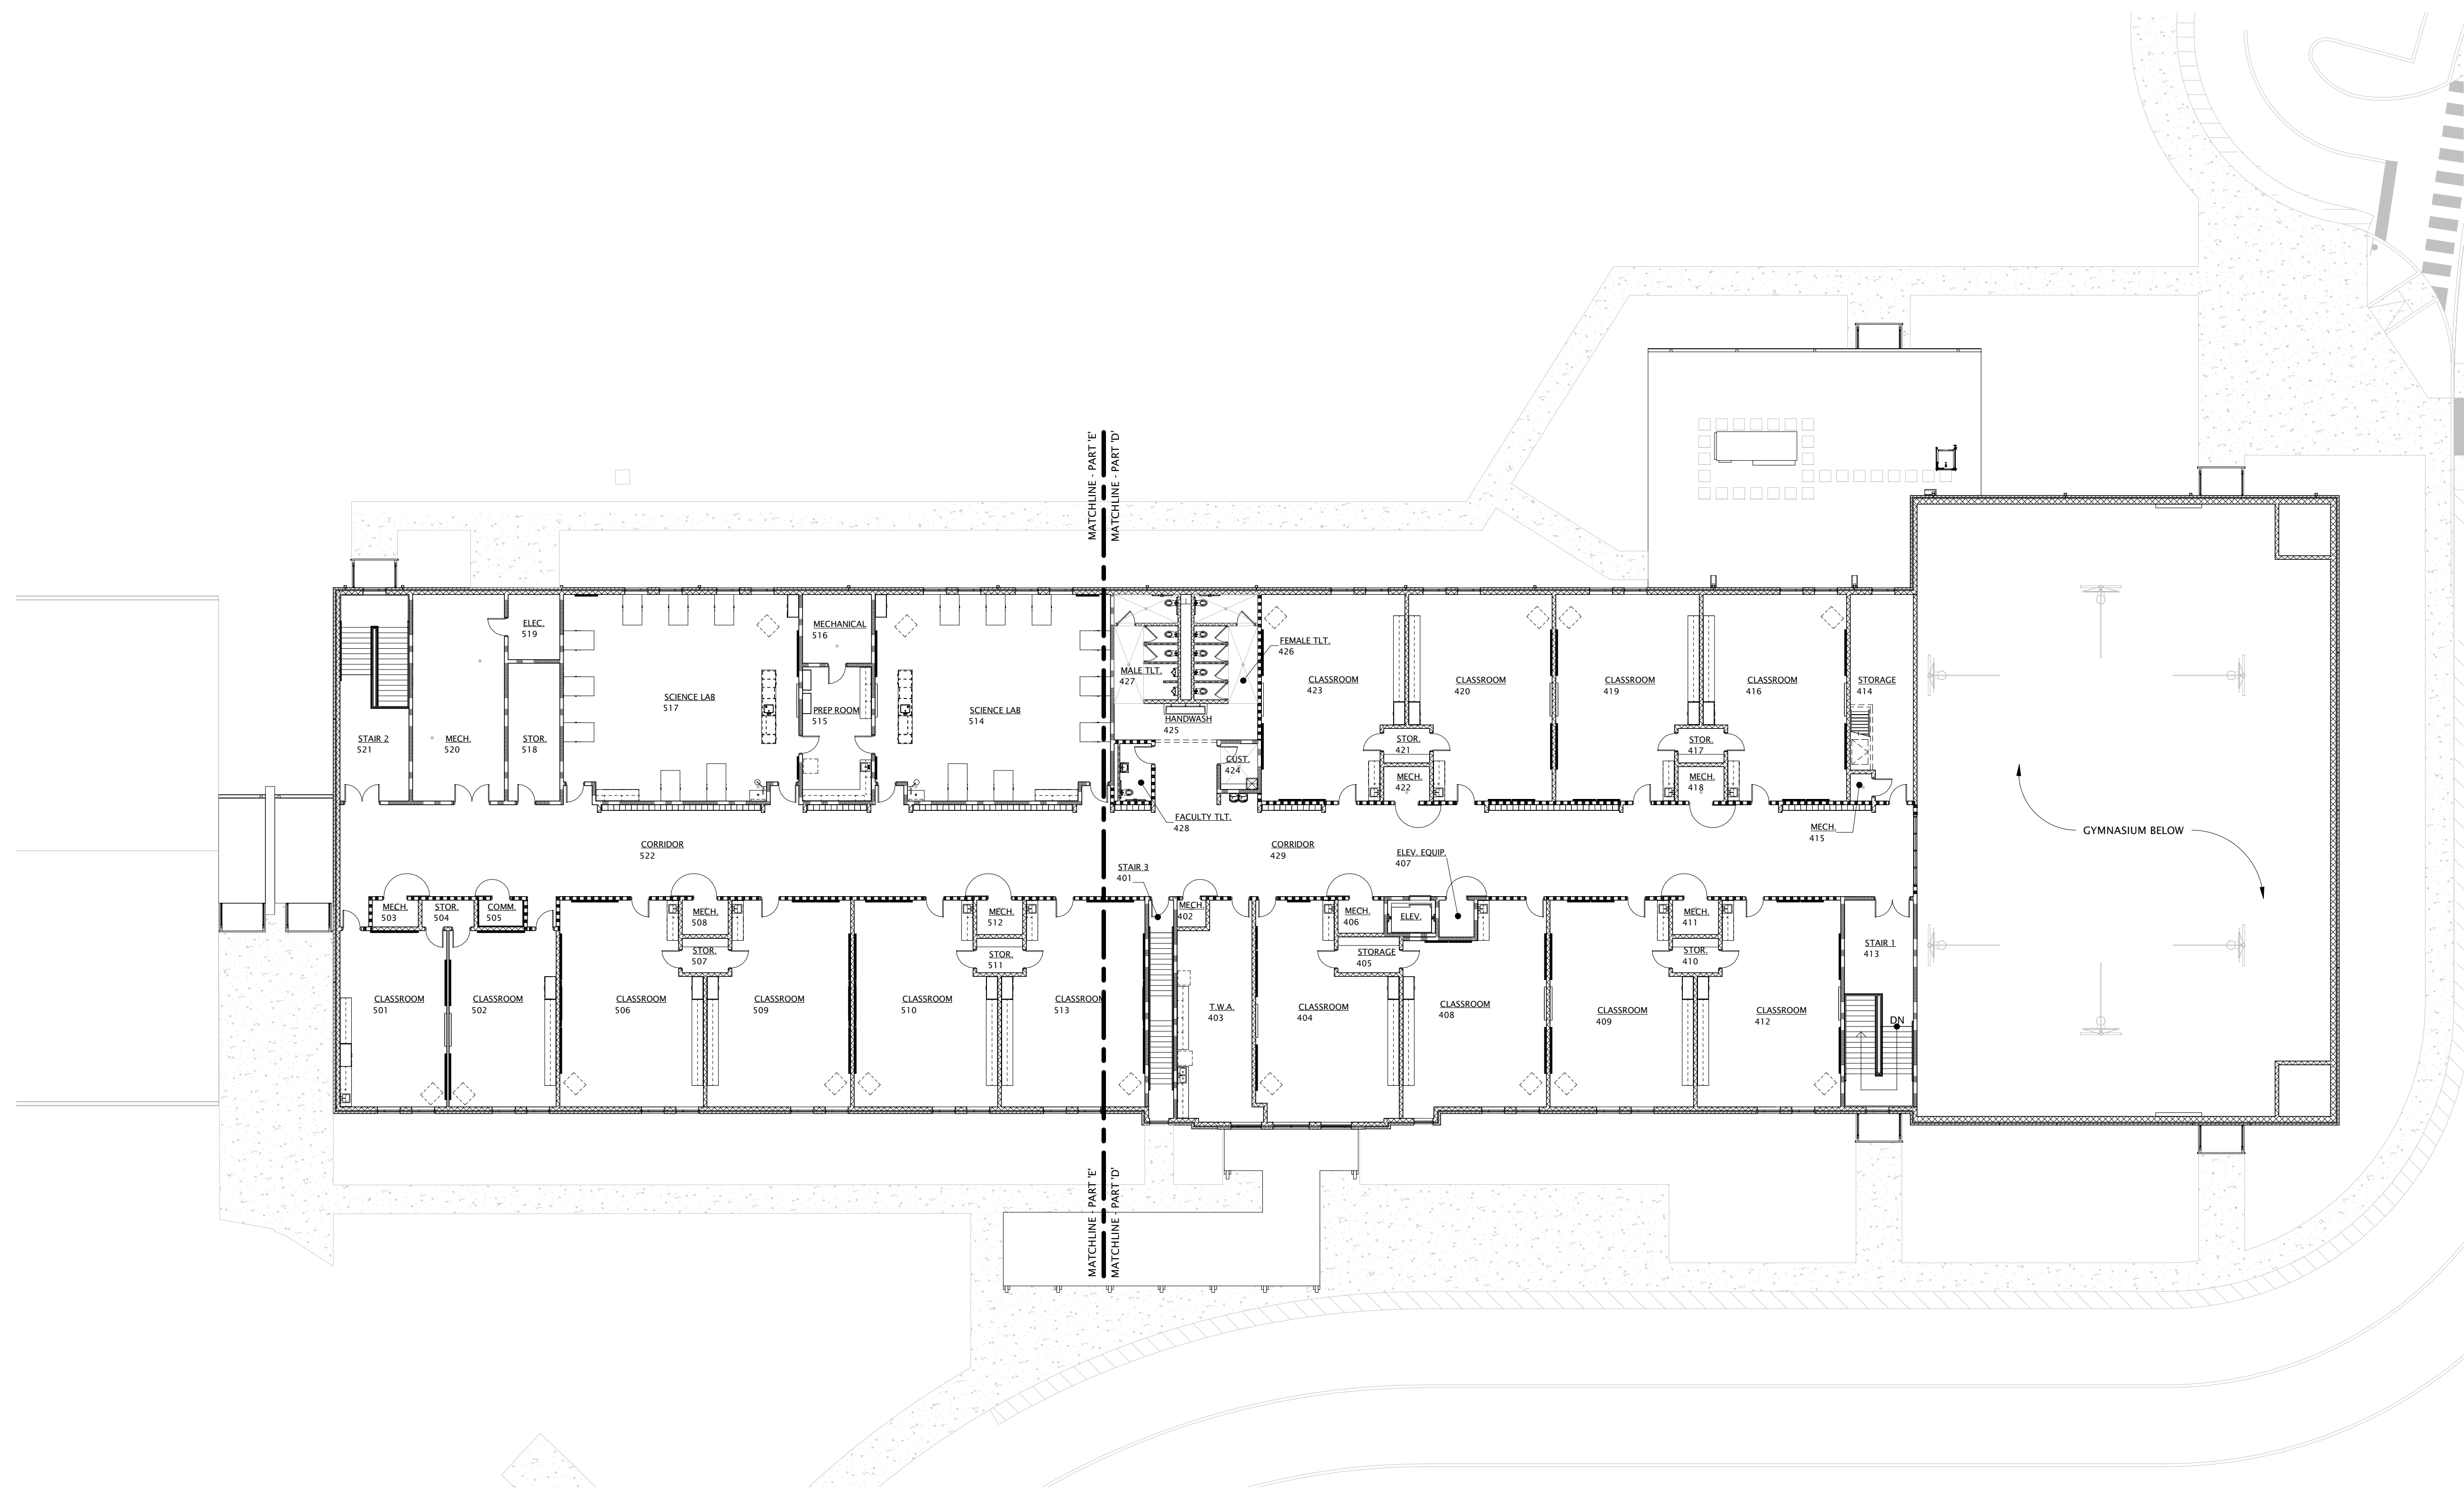 MATCHLINE - PART 'E'
MATCHLINE - PART 'D'
ELEC.
519
MECHANICAL
516
FEMALE TLT.
426
MALE TLT.
427
CLASSROOM
423
CLASSROOM
420
CLASSROOM
419
CLASSROOM
416
STORAGE
414
SCIENCE LAB
517
PREP ROOM
515
SCIENCE LAB
514
HANDWASH
425
STAIR 2
521
MECH.
520
STOR.
518
STOR.
421
STOR.
417
CUST.
424
MECH.
422
MECH.
418
FACULTY TLT.
428
MECH.
415
GYMNASIUM BELOW
CORRIDOR
522
CORRIDOR
429
ELEV. EQUIP.
407
STAIR 3
401
MECH.
503
STOR.
504
COMM.
505
MECH.
508
MECH.
512
MECH.
402
MECH.
406
ELEV.
MECH.
411
STOR.
507
STOR.
511
STORAGE
405
STOR.
410
STAIR 1
413
CLASSROOM
501
CLASSROOM
502
CLASSROOM
506
CLASSROOM
509
CLASSROOM
510
CLASSROOM
513
T.W.A.
403
CLASSROOM
404
CLASSROOM
408
CLASSROOM
409
CLASSROOM
412
DN
MATCHLINE - PART 'E'
MATCHLINE - PART 'D'